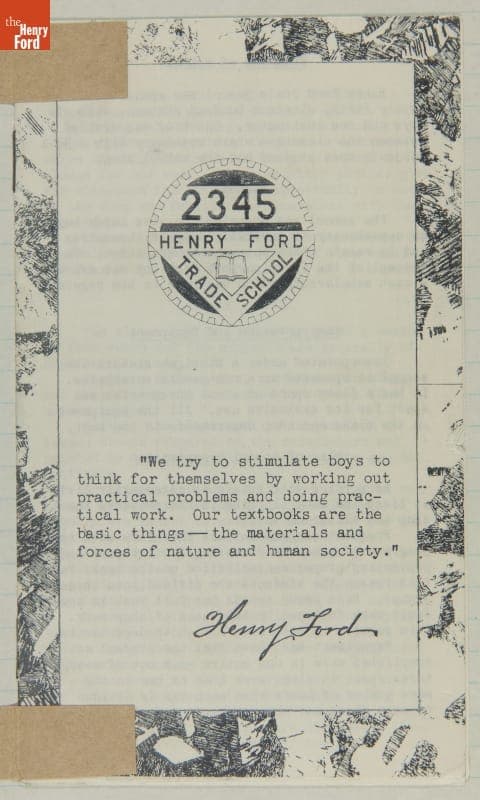 the
Henry
Ford
2345
HENRY FORD
TRADE SCHOOL
"We try to stimulate boys to
think for themselves by working out
practical problems and doing prac-
tical work. Our textbooks are the
basic things—the materials and
forces of nature and human society."
Henry Ford